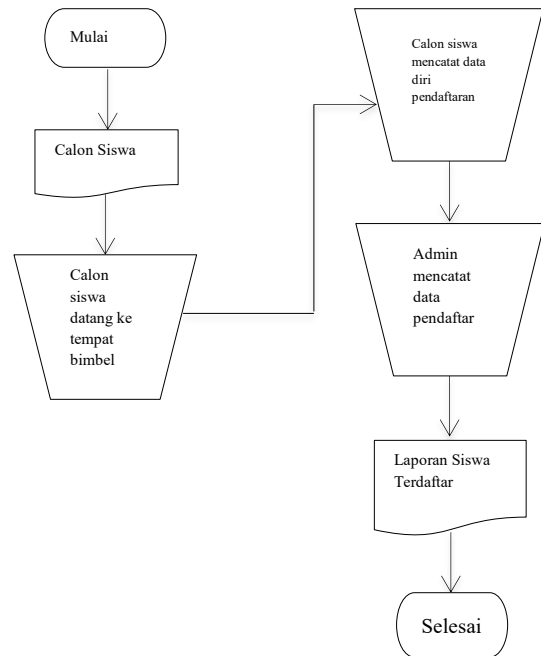 Mulai
Calon Siswa
Calon
siswa
datang ke
tempat
bimbel
Calon siswa
mencatat data
diri
pendaftaran
Admin
mencatat
data
pendaftar
Laporan Siswa
Terdaftar
Selesai